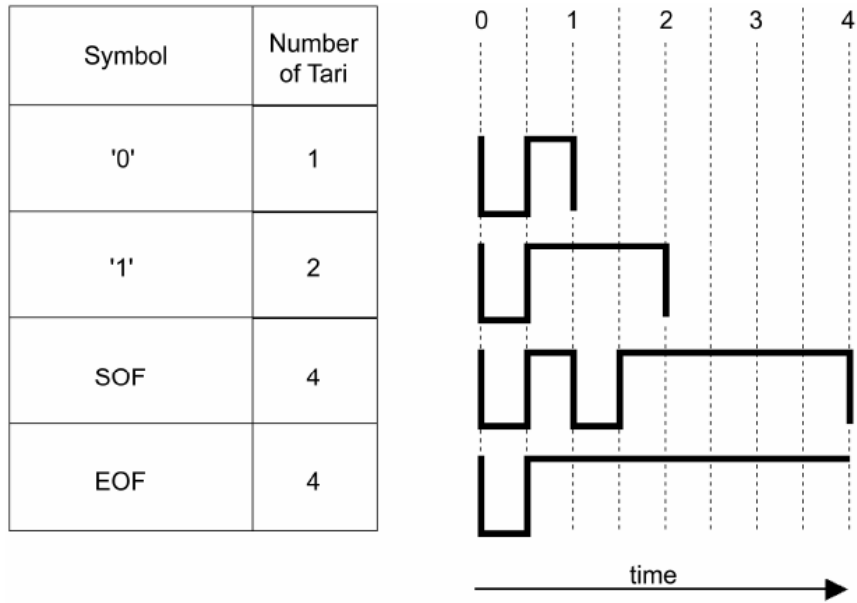 Symbol
Number
of Tari
0 1 2 3 4
'0' 1
'1' 2
SOF 4
EOF 4
time